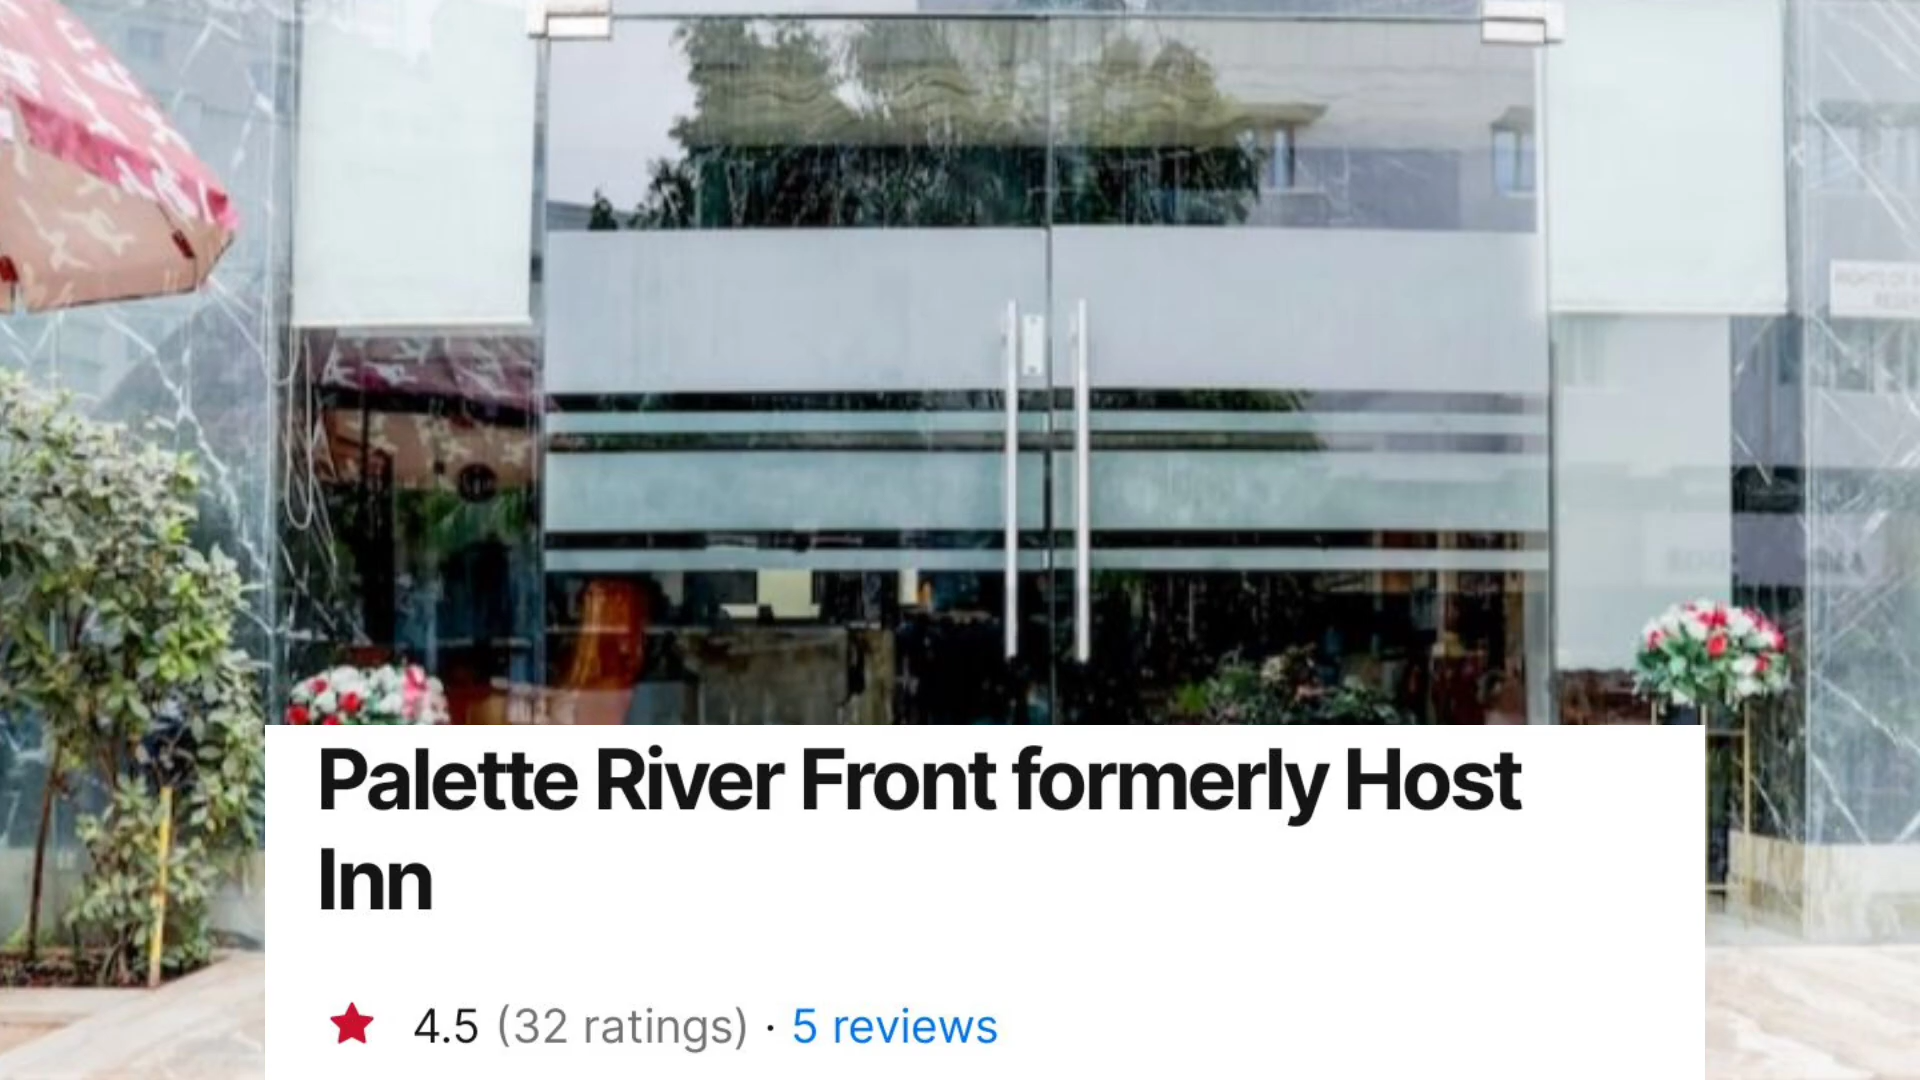 Palette River Front formerly Host
Inn
4.5 (32 ratings) · 5 reviews